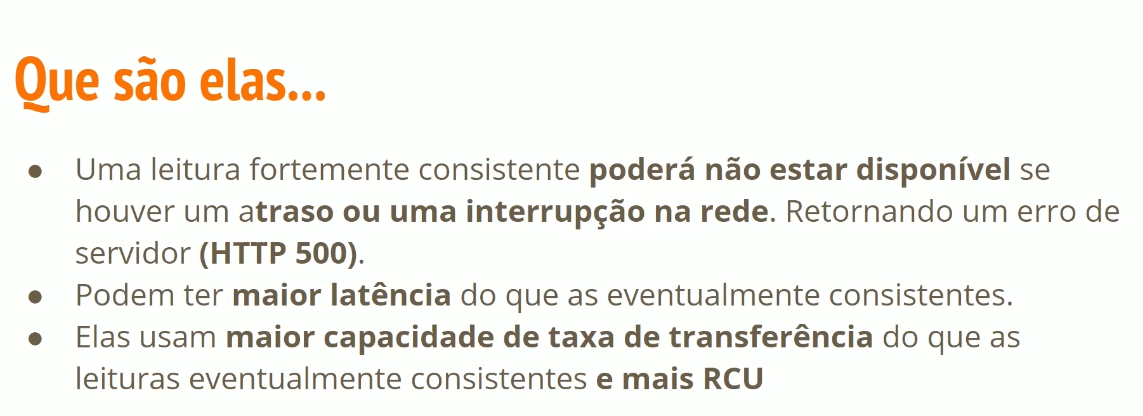 Que são elas...
● Uma leitura fortemente consistente poderá não estar disponível se
houver um atraso ou uma interrupção na rede. Retornando um erro de
servidor (HTTP 500).
● Podem ter maior latência do que as eventualmente consistentes.
● Elas usam maior capacidade de taxa de transferência do que as
leituras eventualmente consistentes e mais RCU